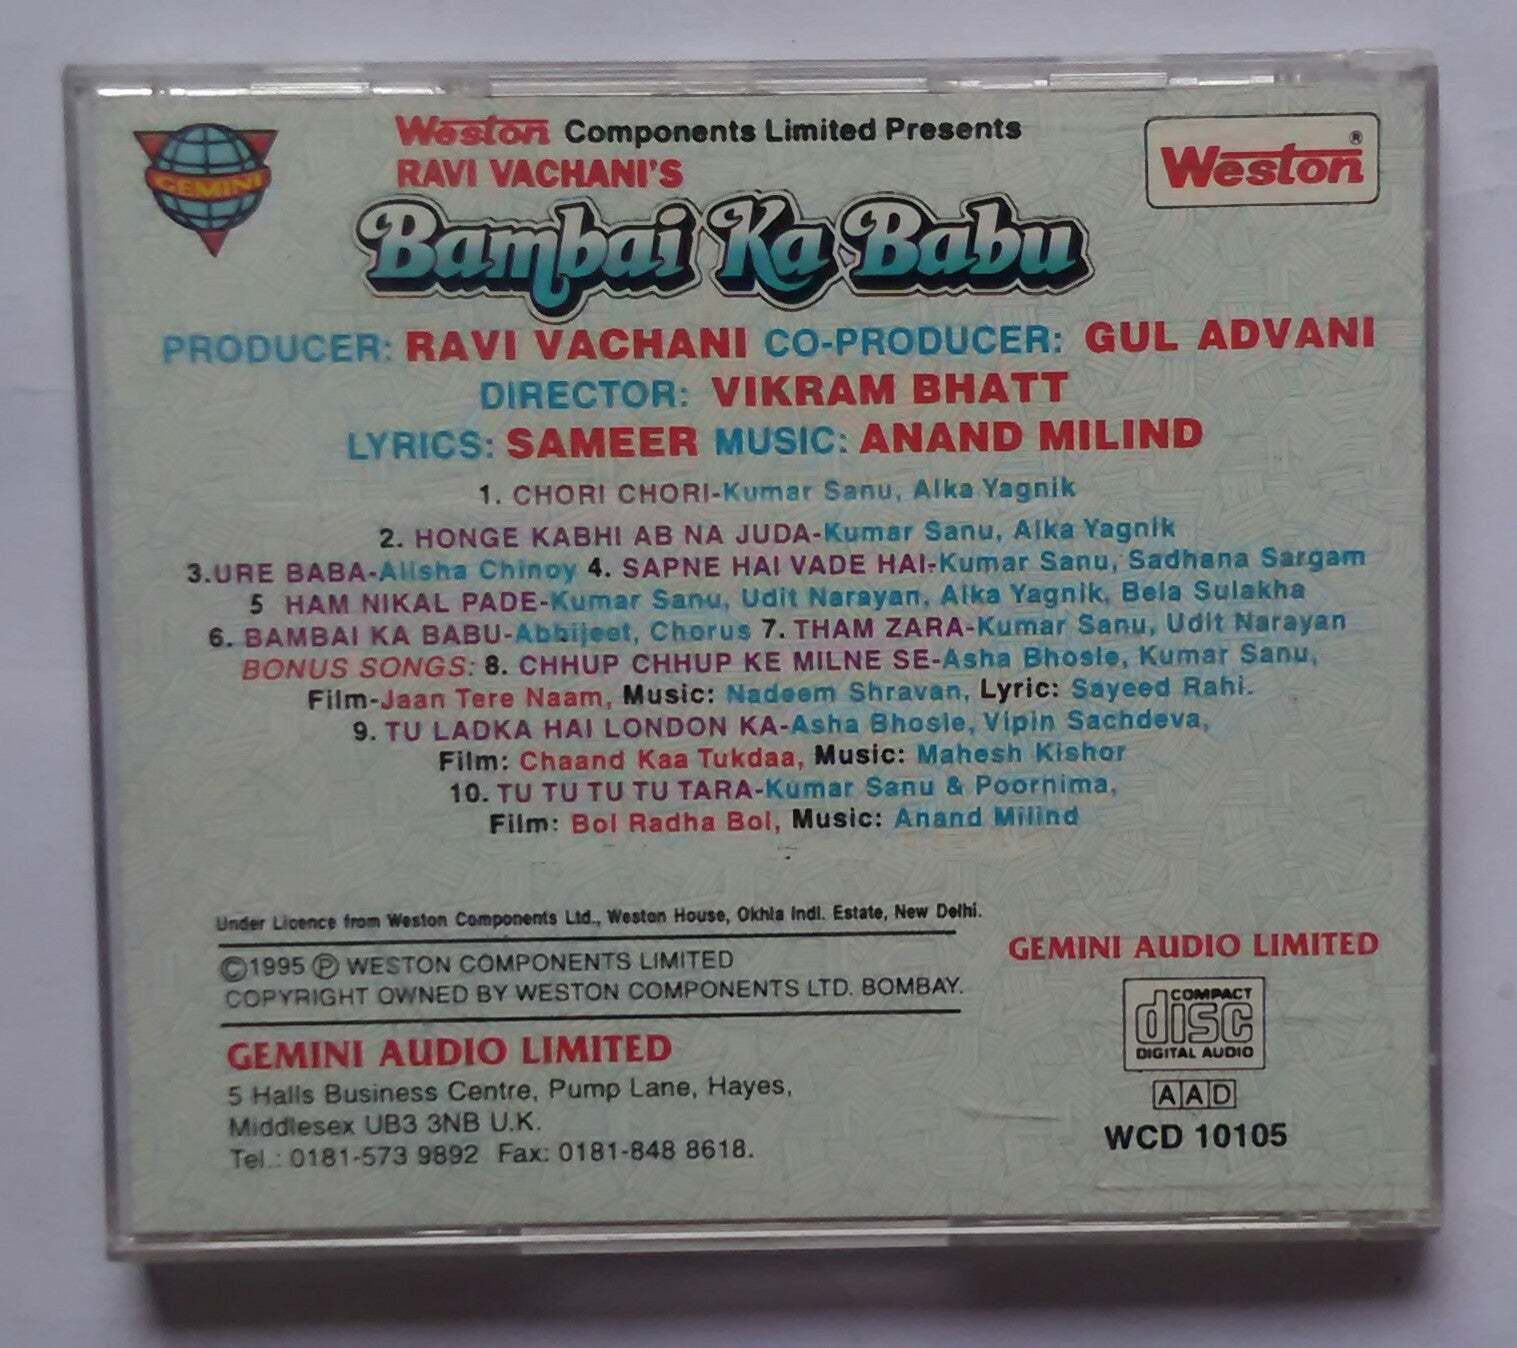 GEMINI
Weston Components Limited Presents
Weston®
RAVI VACHANI'S
Bambai Ka Babu
PRODUCER: RAVI VACHANI CO-PRODUCER: GUL ADVANI
DIRECTOR: VIKRAM BHATT
LYRICS: SAMEER MUSIC: ANAND MILIND
1. CHORI CHORI-Kumar Sanu, Alka Yagnik
2. HONGE KABHI AB NA JUDA-Kumar Sanu, Alka Yagnik
3.URE BABA-Alisha Chinoy 4. SAPNE HAI VADE HAI-Kumar Sanu, Sadhana Sargam
5 HAM NIKAL PADE-Kumar Sanu, Udit Narayan, Alka Yagnik, Bela Sulakha
6. BAMBAI KA BABU-Abhijeet, Chorus 7. THAM ZARA-Kumar Sanu, Udit Narayan
BONUS SONGS: 8. CHHUP CHHUP KE MILNE SE-Asha Bhosle, Kumar Sanu,
Film-Jaan Tere Naam, Music: Nadeem Shravan, Lyric: Sayeed Rahi.
9. TU LADKA HAI LONDON KA-Asha Bhosle, Vipin Sachdeva,
Film: Chaand Kaa Tukdaa, Music: Mahesh Kishor
10. TU TU TU TU TARA-Kumar Sanu & Poornima,
Film: Bol Radha Bol, Music: Anand Milind
Under Licence from Weston Components Ltd., Weston House, Okhla Indl. Estate, New Delhi.
©1995 ℗ WESTON COMPONENTS LIMITED
COPYRIGHT OWNED BY WESTON COMPONENTS LTD. BOMBAY.
GEMINI AUDIO LIMITED
5 Halls Business Centre, Pump Lane, Hayes,
Middlesex UB3 3NB U.K.
Tel.: 0181-573 9892 Fax: 0181-848 8618.
GEMINI AUDIO LIMITED
COMPACT
disc
DIGITAL AUDIO
AAD
WCD 10105